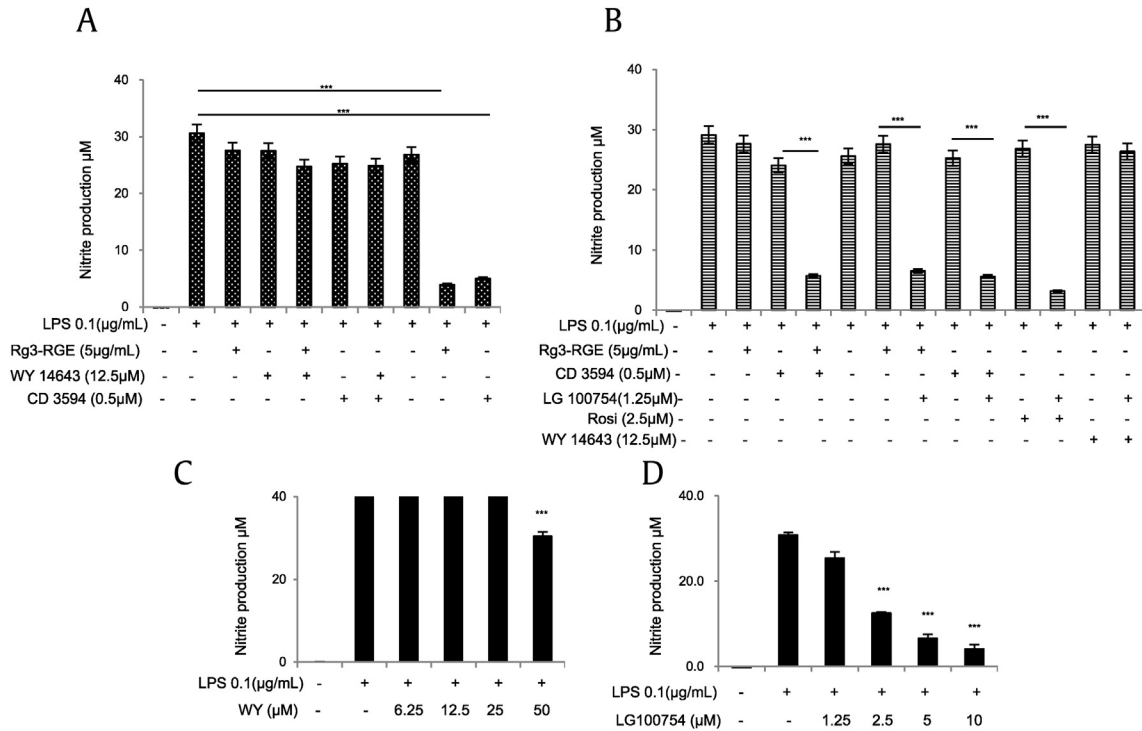 A
Nitrite production µM
40
30
20
10
0
***
***
LPS 0.1(µg/mL) - + + + + + + + + +
Rg3-RGE (5µg/mL) - - + - + - - - + -
WY 14643 (12.5µM) - - - + + - + - - -
CD 3594 (0.5µM) - - - - - + + - - +
B
Nitrite production µM
40
30
20
10
0
***
***
***
***
LPS 0.1(µg/mL) - + + + + + + + + + + + + +
Rg3-RGE (5µg/mL) - - + - + - + + - - - - - -
CD 3594 (0.5µM) - - - + + - - - + + - - - -
LG 100754(1.25µM)- - - - - - - + - + - + - +
Rosi (2.5µM) - - - - - - - - - - + + - -
WY 14643 (12.5µM) - - - - - - - - - - - - + +
C
Nitrite production µM
40
20
0
***
LPS 0.1(µg/mL) - + + + + +
WY (µM) - - 6.25 12.5 25 50
D
Nitrite production µM
40.0
20.0
0.0
***
***
***
LPS 0.1(µg/mL) - + + + + +
LG100754 (µM) - - 1.25 2.5 5 10